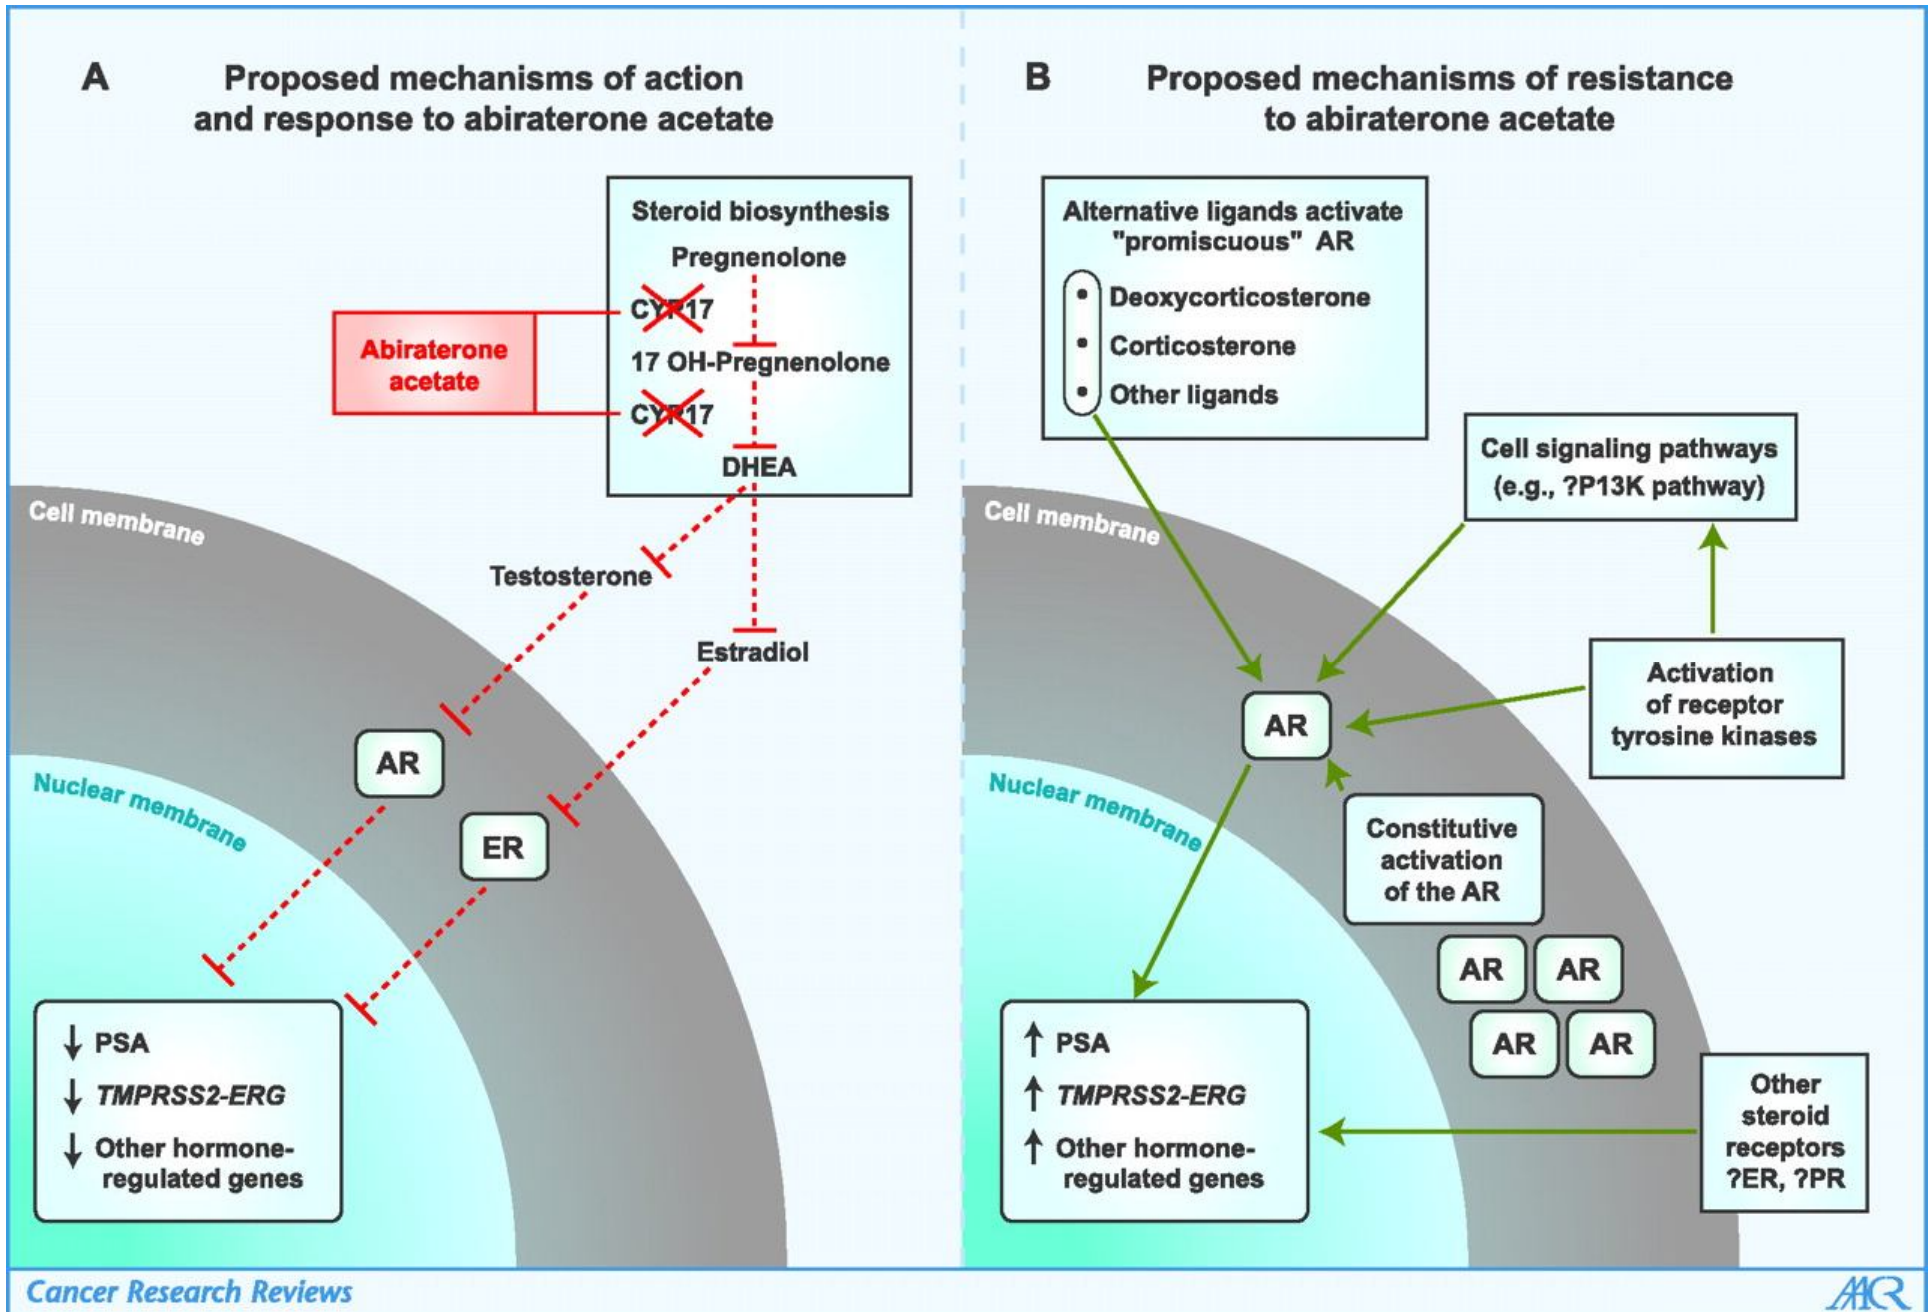 A
Proposed mechanisms of action
and response to abiraterone acetate
Steroid biosynthesis
Pregnenolone
CYP17
Abiraterone
acetate
17 OH-Pregnenolone
CYP17
DHEA
Cell membrane
Testosterone
Estradiol
AR
Nuclear membrane
ER
↓ PSA
↓ TMPRSS2-ERG
↓ Other hormone-
regulated genes
B
Proposed mechanisms of resistance
to abiraterone acetate
Alternative ligands activate
"promiscuous" AR
• Deoxycorticosterone
• Corticosterone
• Other ligands
Cell signaling pathways
(e.g., ?P13K pathway)
Cell membrane
Activation
of receptor
tyrosine kinases
AR
Nuclear membrane
Constitutive
activation
of the AR
AR AR
AR AR
↑ PSA
↑ TMPRSS2-ERG
↑ Other hormone-
regulated genes
Other
steroid
receptors
?ER, ?PR
Cancer Research Reviews
AACR